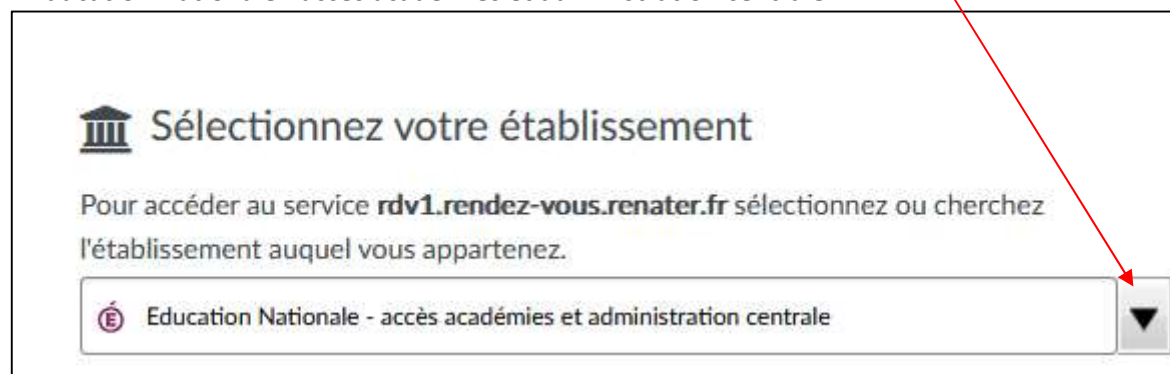 Sélectionnez votre établissement
Pour accéder au service rdv1.rendez-vous.renater.fr sélectionnez ou cherchez
l'établissement auquel vous appartenez.
É Education Nationale - accès académies et administration centrale